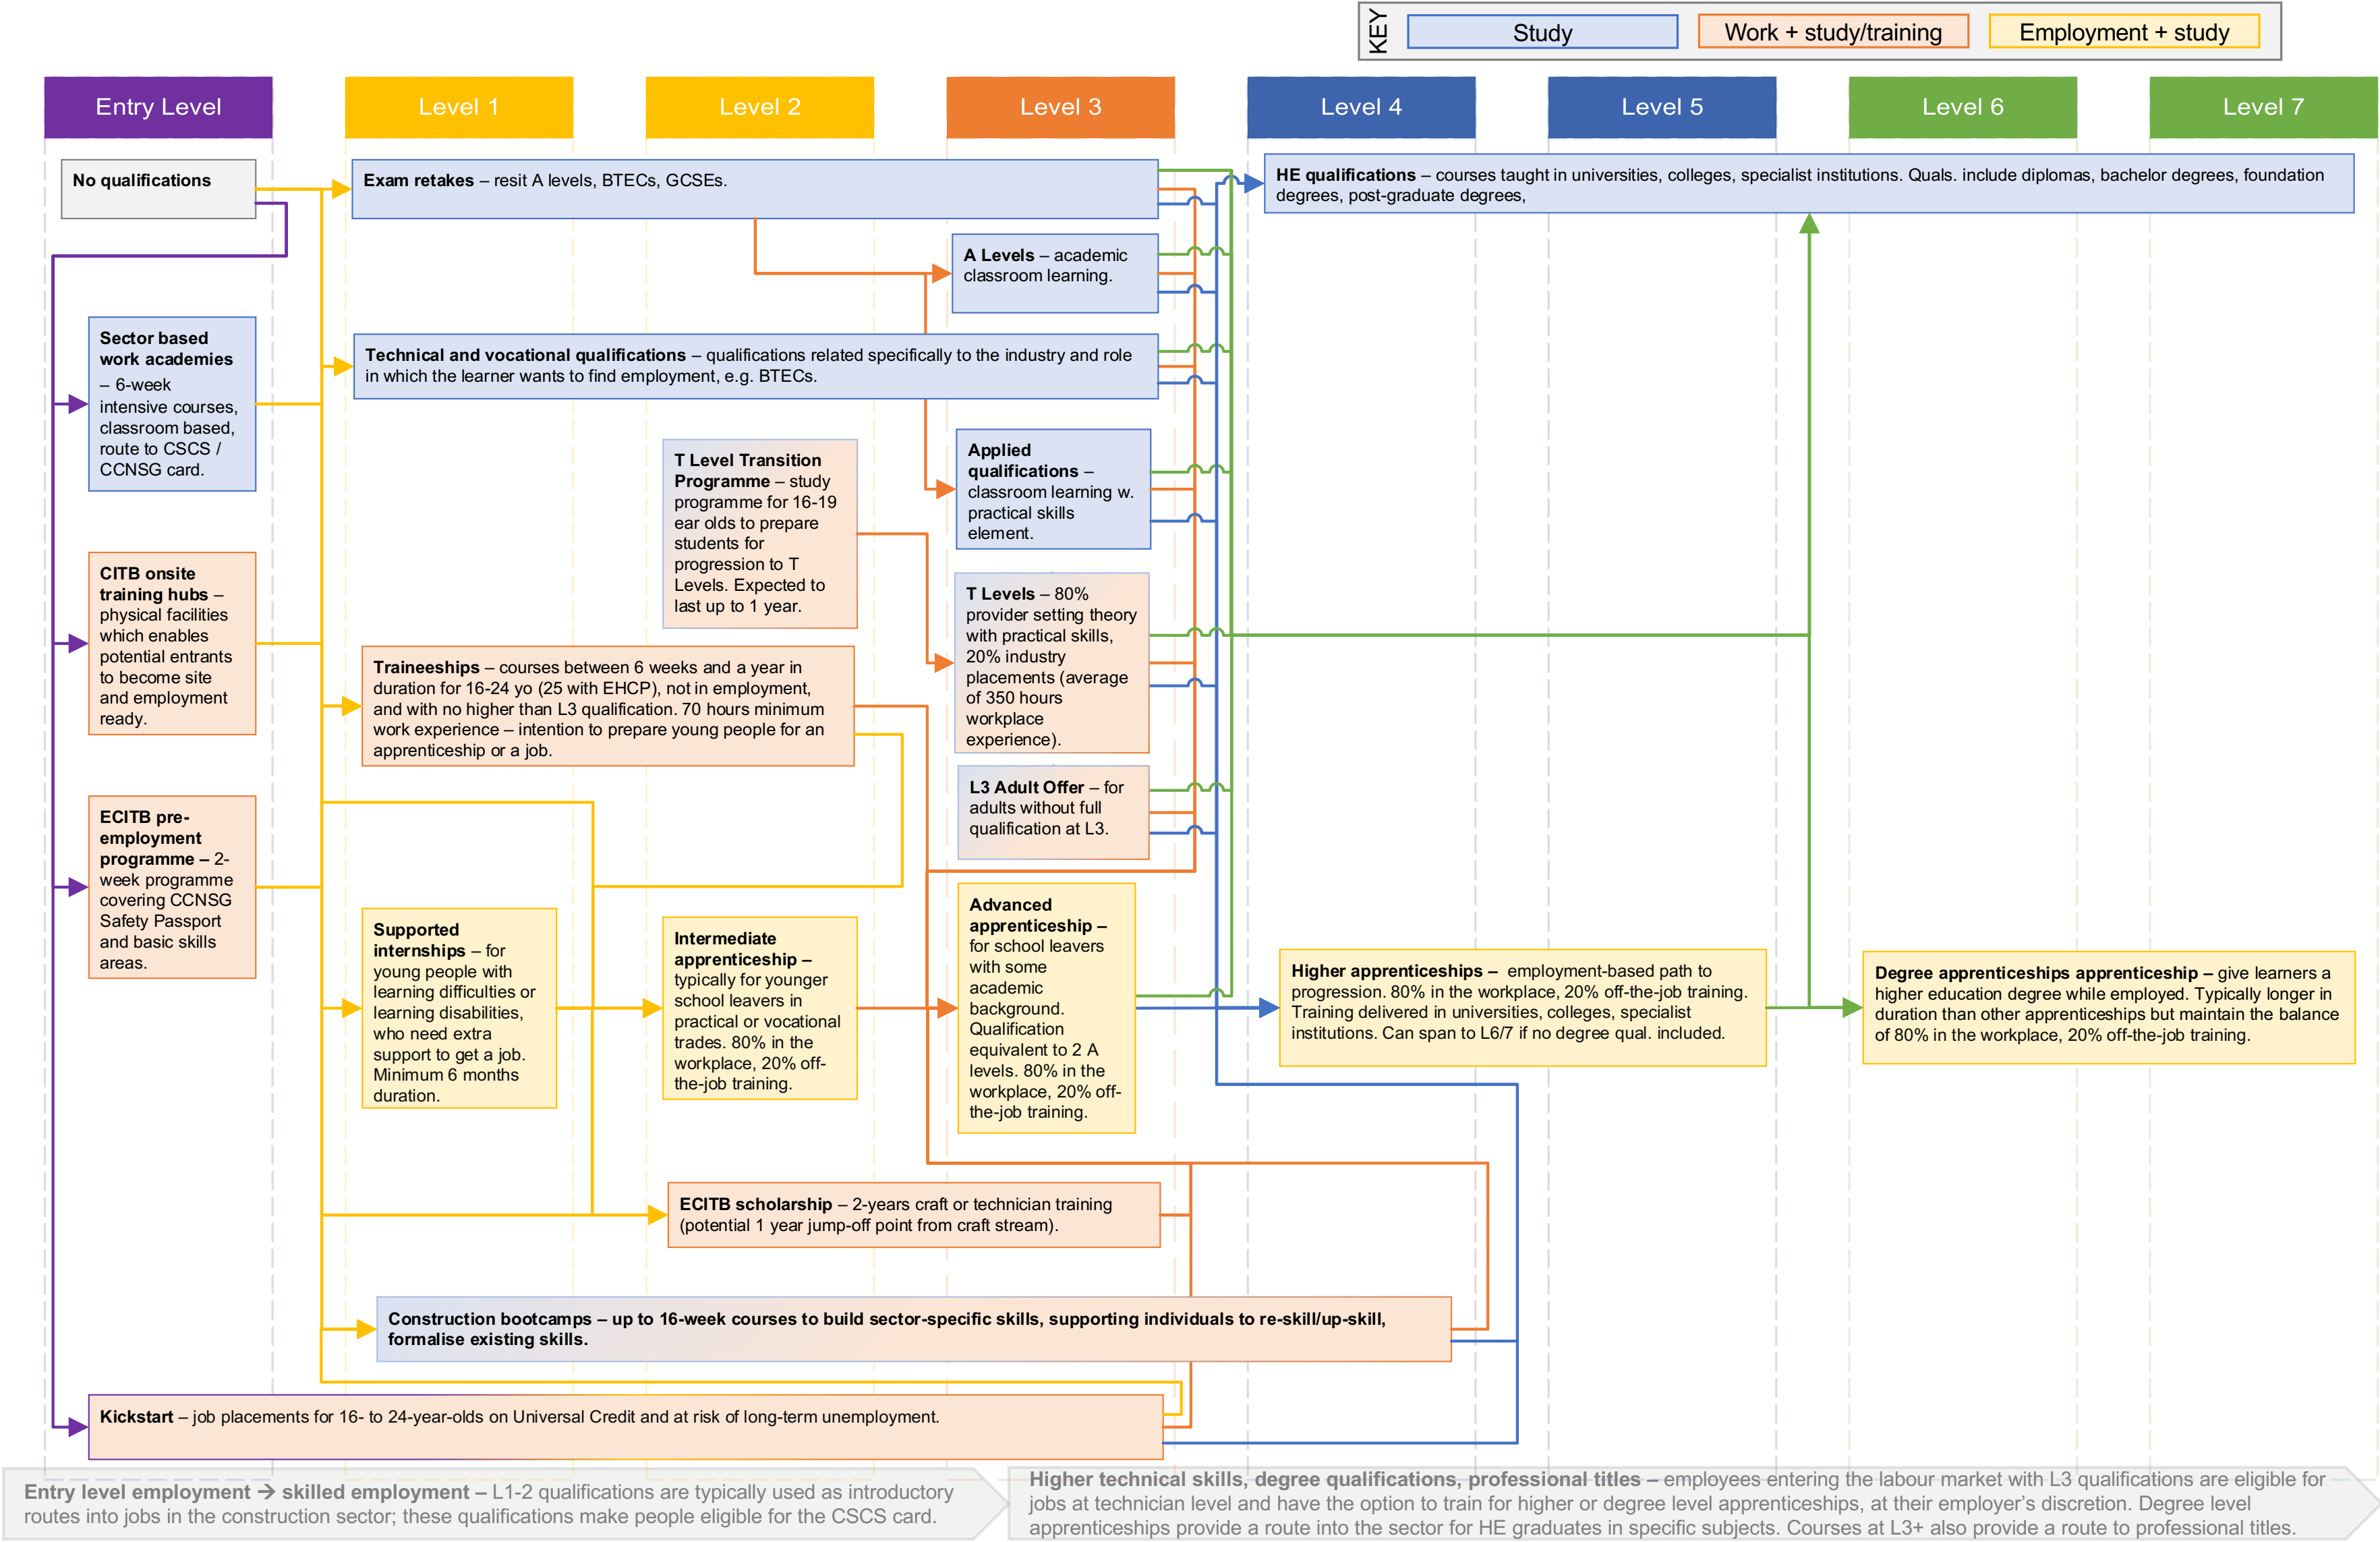 KEY
Study
Work + study/training
Employment + study
Entry Level
Level 1
Level 2
Level 3
Level 4
Level 5
Level 6
Level 7
No qualifications
Exam retakes – resit A levels, BTECs, GCSEs.
HE qualifications – courses taught in universities, colleges, specialist institutions. Quals. include diplomas, bachelor degrees, foundation
degrees, post-graduate degrees,
A Levels – academic
classroom learning.
Sector based
work academies
– 6-week
intensive courses,
classroom based,
route to CSCS /
CCNSG card.
Technical and vocational qualifications – qualifications related specifically to the industry and role
in which the learner wants to find employment, e.g. BTECs.
T Level Transition
Programme – study
programme for 16-19
ear olds to prepare
students for
progression to T
Levels. Expected to
last up to 1 year.
Applied
qualifications –
classroom learning w.
practical skills
element.
CITB onsite
training hubs –
physical facilities
which enables
potential entrants
to become site
and employment
ready.
T Levels – 80%
provider setting theory
with practical skills,
20% industry
placements (average
of 350 hours
workplace
experience).
Traineeships – courses between 6 weeks and a year in
duration for 16-24 yo (25 with EHCP), not in employment,
and with no higher than L3 qualification. 70 hours minimum
work experience – intention to prepare young people for an
apprenticeship or a job.
L3 Adult Offer – for
adults without full
qualification at L3.
ECITB pre-
employment
programme – 2-
week programme
covering CCNSG
Safety Passport
and basic skills
areas.
Supported
internships – for
young people with
learning difficulties or
learning disabilities,
who need extra
support to get a job.
Minimum 6 months
duration.
Intermediate
apprenticeship –
typically for younger
school leavers in
practical or vocational
trades. 80% in the
workplace, 20% off-
the-job training.
Advanced
apprenticeship –
for school leavers
with some
academic
background.
Qualification
equivalent to 2 A
levels. 80% in the
workplace, 20% off-
the-job training.
Higher apprenticeships – employment-based path to
progression. 80% in the workplace, 20% off-the-job training.
Training delivered in universities, colleges, specialist
institutions. Can span to L6/7 if no degree qual. included.
Degree apprenticeships apprenticeship – give learners a
higher education degree while employed. Typically longer in
duration than other apprenticeships but maintain the balance
of 80% in the workplace, 20% off-the-job training.
ECITB scholarship – 2-years craft or technician training
(potential 1 year jump-off point from craft stream).
Construction bootcamps – up to 16-week courses to build sector-specific skills, supporting individuals to re-skill/up-skill,
formalise existing skills.
Kickstart – job placements for 16- to 24-year-olds on Universal Credit and at risk of long-term unemployment.
Entry level employment → skilled employment – L1-2 qualifications are typically used as introductory
routes into jobs in the construction sector; these qualifications make people eligible for the CSCS card.
Higher technical skills, degree qualifications, professional titles – employees entering the labour market with L3 qualifications are eligible for
jobs at technician level and have the option to train for higher or degree level apprenticeships, at their employer's discretion. Degree level
apprenticeships provide a route into the sector for HE graduates in specific subjects. Courses at L3+ also provide a route to professional titles.